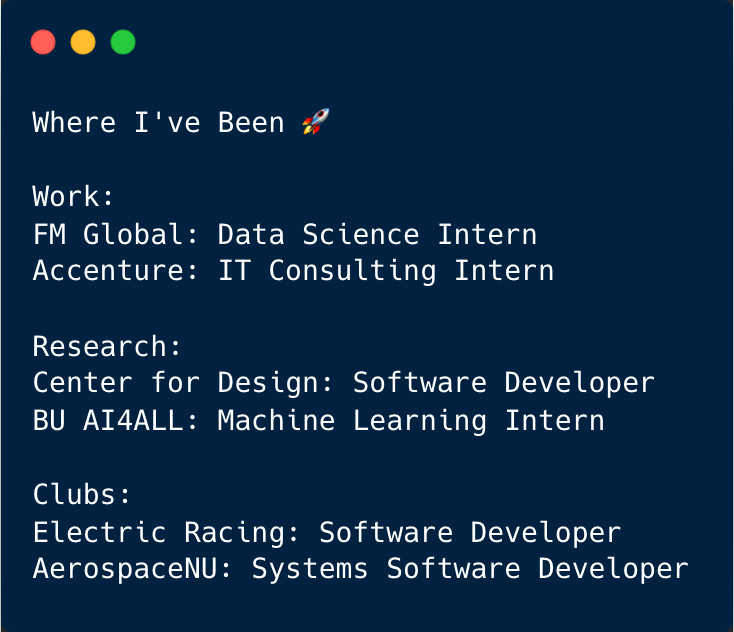 Where I've Been 🚀
Work:
FM Global: Data Science Intern
Accenture: IT Consulting Intern
Research:
Center for Design: Software Developer
BU AI4ALL: Machine Learning Intern
Clubs:
Electric Racing: Software Developer
AerospaceNU: Systems Software Developer